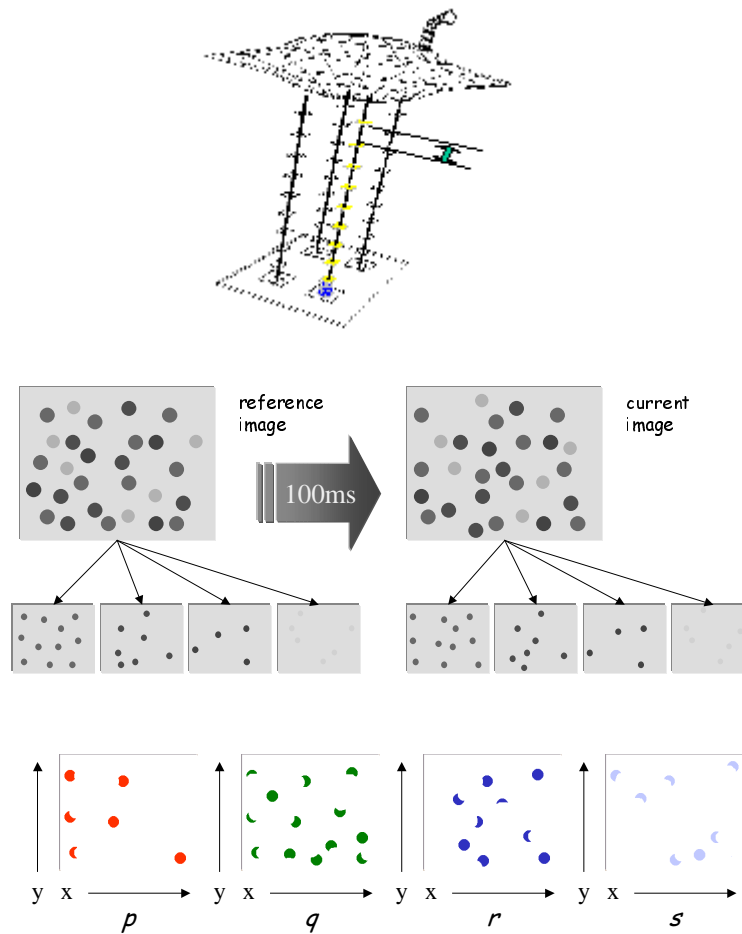 reference
image
100ms
current
image
y x
y x
y x
y x
p
q
r
s